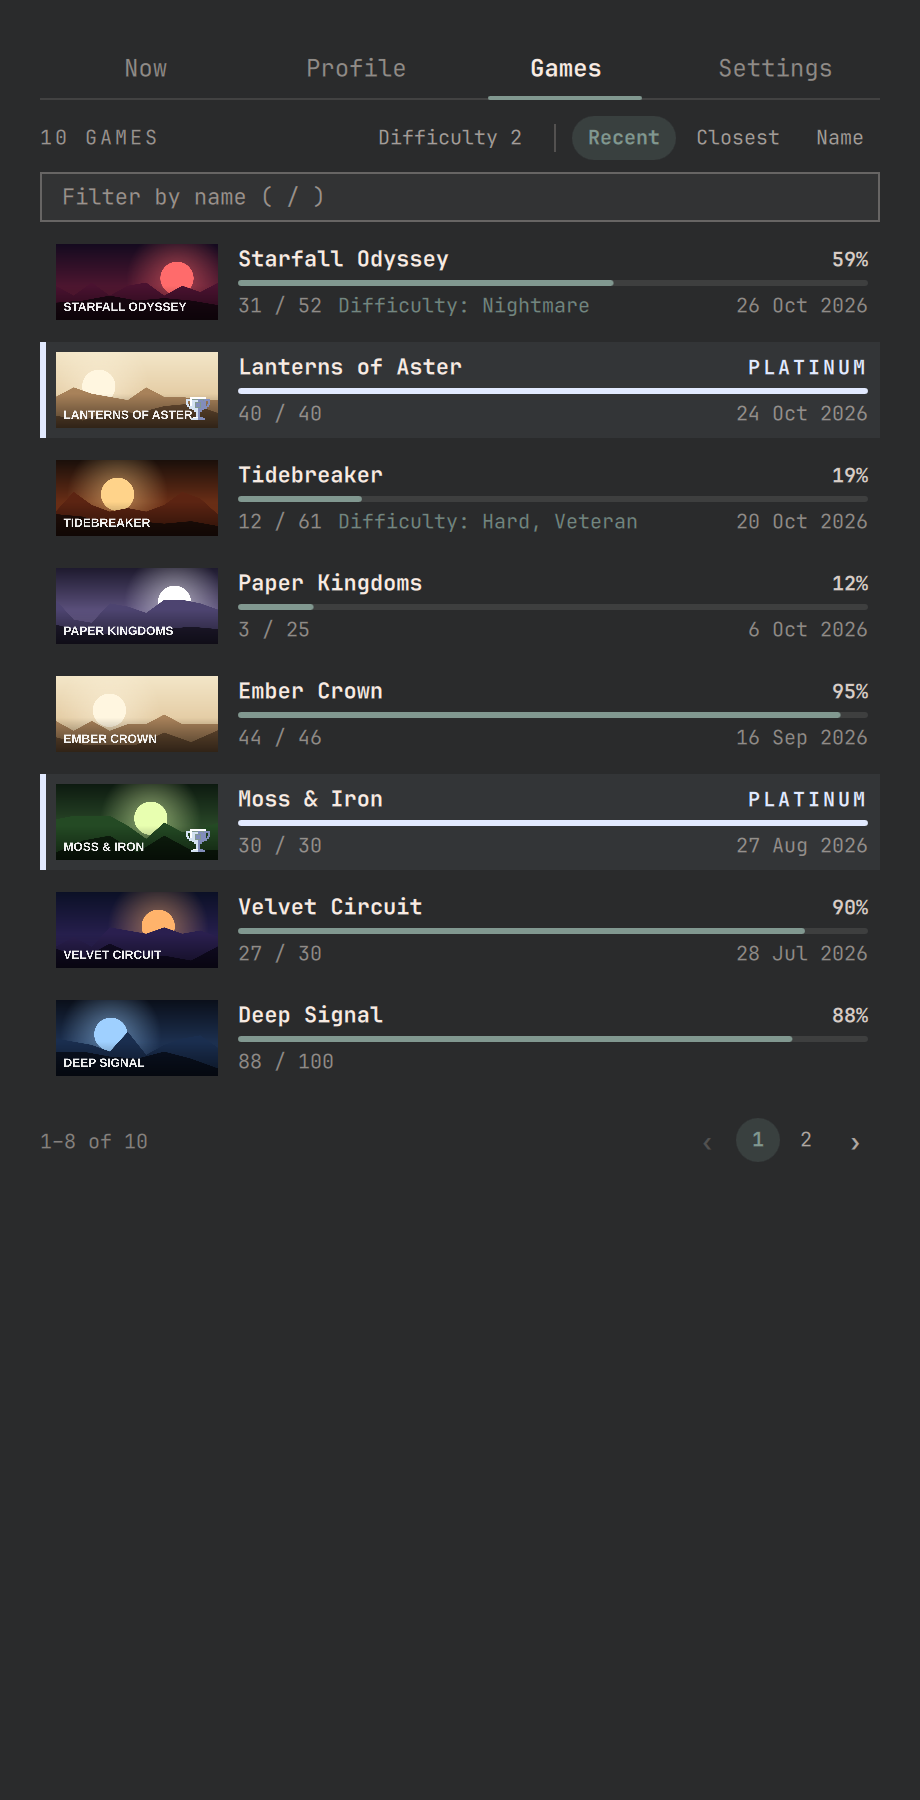 Now Profile Games Settings
10 GAMES Difficulty 2 Recent Closest Name
Filter by name ( / )
STARFALL ODYSSEY
Starfall Odyssey 59%
31 / 52 Difficulty: Nightmare 26 Oct 2026
LANTERNS OF ASTER
Lanterns of Aster PLATINUM
40 / 40 24 Oct 2026
TIDEBREAKER
Tidebreaker 19%
12 / 61 Difficulty: Hard, Veteran 20 Oct 2026
PAPER KINGDOMS
Paper Kingdoms 12%
3 / 25 6 Oct 2026
EMBER CROWN
Ember Crown 95%
44 / 46 16 Sep 2026
MOSS & IRON
Moss & Iron PLATINUM
30 / 30 27 Aug 2026
VELVET CIRCUIT
Velvet Circuit 90%
27 / 30 28 Jul 2026
DEEP SIGNAL
Deep Signal 88%
88 / 100
1–8 of 10 ‹ 1 2 ›